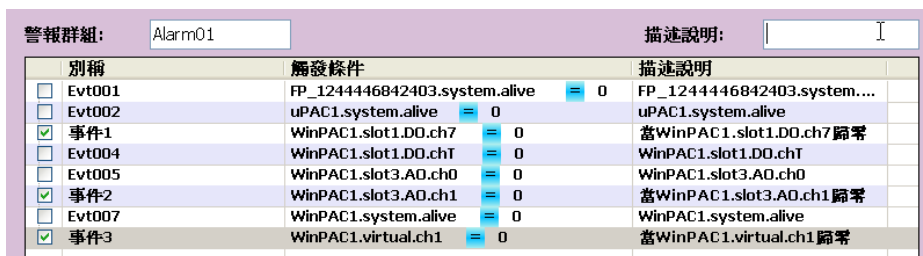 警報群組: Alarm01 描述說明:
別稱 觸發條件 描述說明
Evt001 FP_1244446842403.system.alive = 0 FP_1244446842403.system....
Evt002 uPAC1.system.alive = 0 uPAC1.system.alive
事件1 WinPAC1.slot1.DO.ch7 = 0 當WinPAC1.slot1.DO.ch7歸零
Evt004 WinPAC1.slot1.DO.chT = 0 WinPAC1.slot1.DO.chT
Evt005 WinPAC1.slot3.AO.ch0 = 0 WinPAC1.slot3.AO.ch0
事件2 WinPAC1.slot3.AO.ch1 = 0 當WinPAC1.slot3.AO.ch1歸零
Evt007 WinPAC1.system.alive = 0 WinPAC1.system.alive
事件3 WinPAC1.virtual.ch1 = 0 當WinPAC1.virtual.ch1歸零